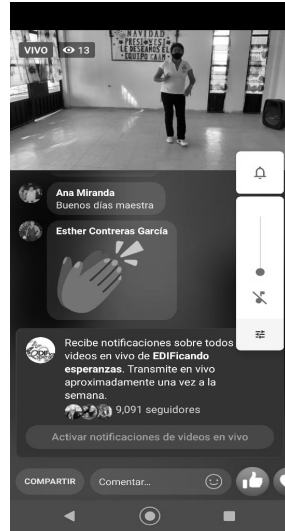 NAVIDAD
LE DESEAMOS EL
EQUIPO CAAM
VIVO 13
Ana Miranda
Buenos días maestra
Esther Contreras García
Recibe notificaciones sobre todos
videos en vivo de EDIFicando
esperanzas. Transmite en vivo
aproximadamente una vez a la
semana.
9,091 seguidores
Activar notificaciones de videos en vivo
COMPARTIR
Comentar...